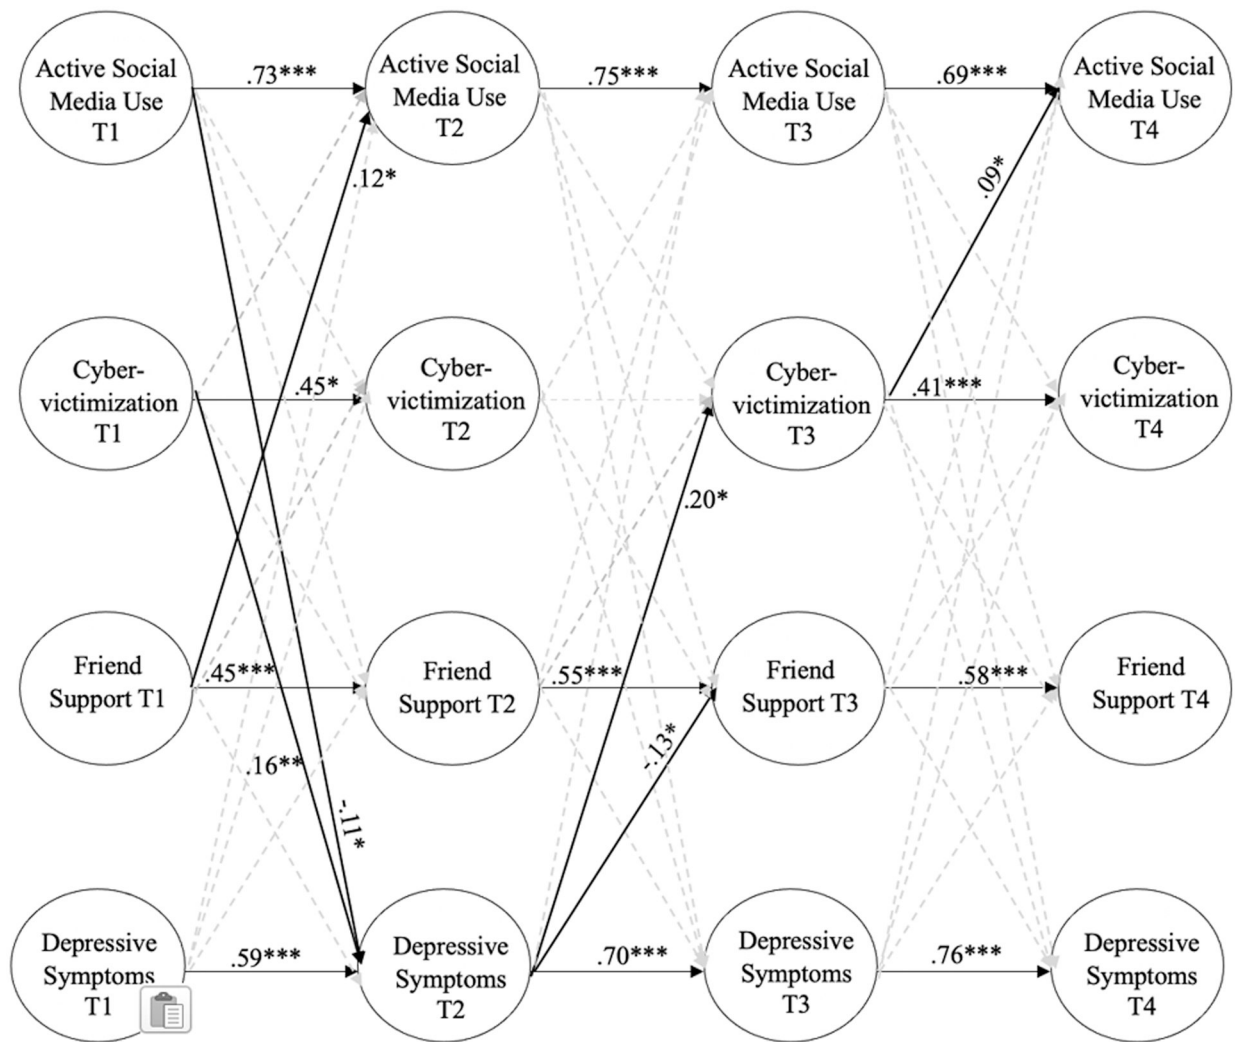 Active Social
Media Use
T1
.73***
Active Social
Media Use
T2
.75***
Active Social
Media Use
T3
.69***
Active Social
Media Use
T4
.12*
.09*
Cyber-
victimization
T1
.45*
Cyber-
victimization
T2
Cyber-
victimization
T3
.41***
Cyber-
victimization
T4
.20*
Friend
Support T1
.45***
Friend
Support T2
.55***
Friend
Support T3
.58***
Friend
Support T4
.16**
-.11*
-.13*
Depressive
Symptoms
T1
.59***
Depressive
Symptoms
T2
.70***
Depressive
Symptoms
T3
.76***
Depressive
Symptoms
T4